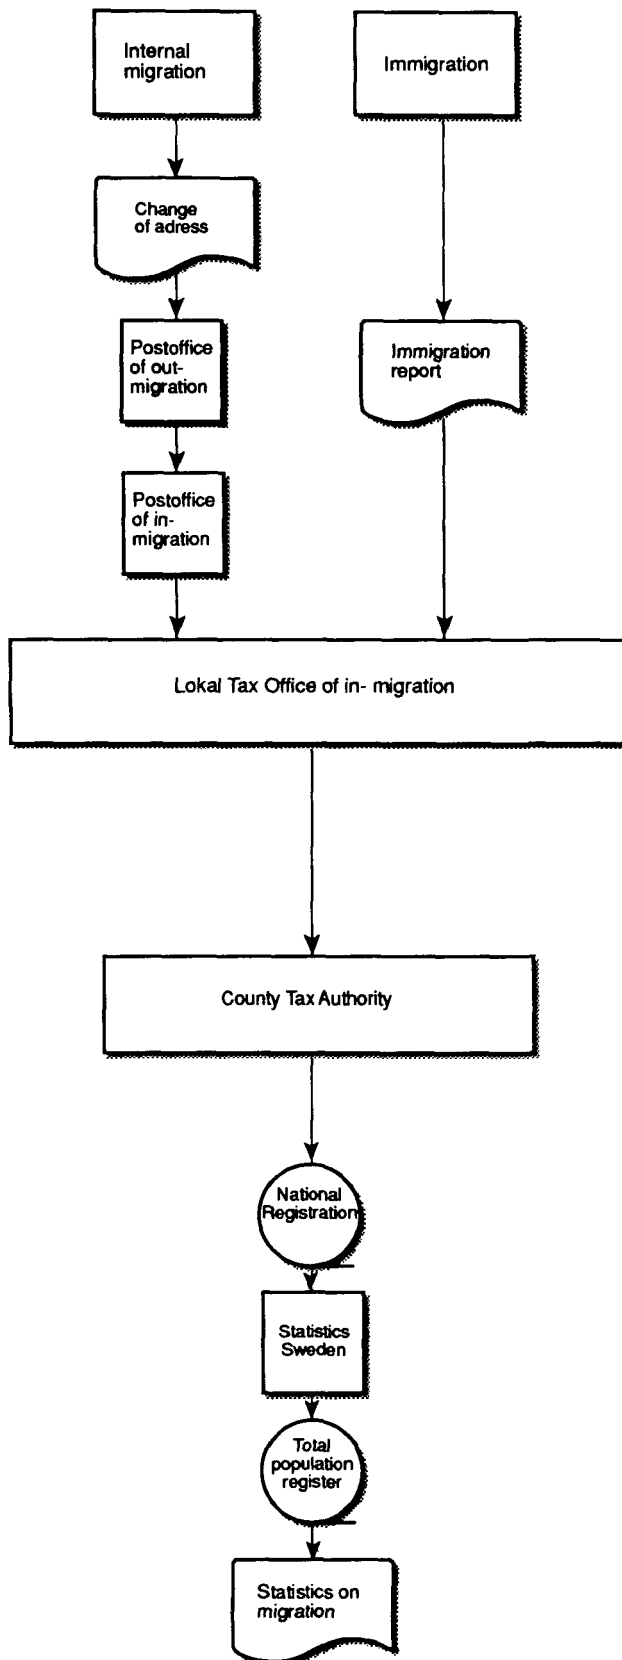 Internal
migration
Immigration
Change
of adress
Postoffice
of out-
migration
Immigration
report
Postoffice
of in-
migration
Lokal Tax Office of in- migration
County Tax Authority
National
Registration
Statistics
Sweden
Total
population
register
Statistics on
migration